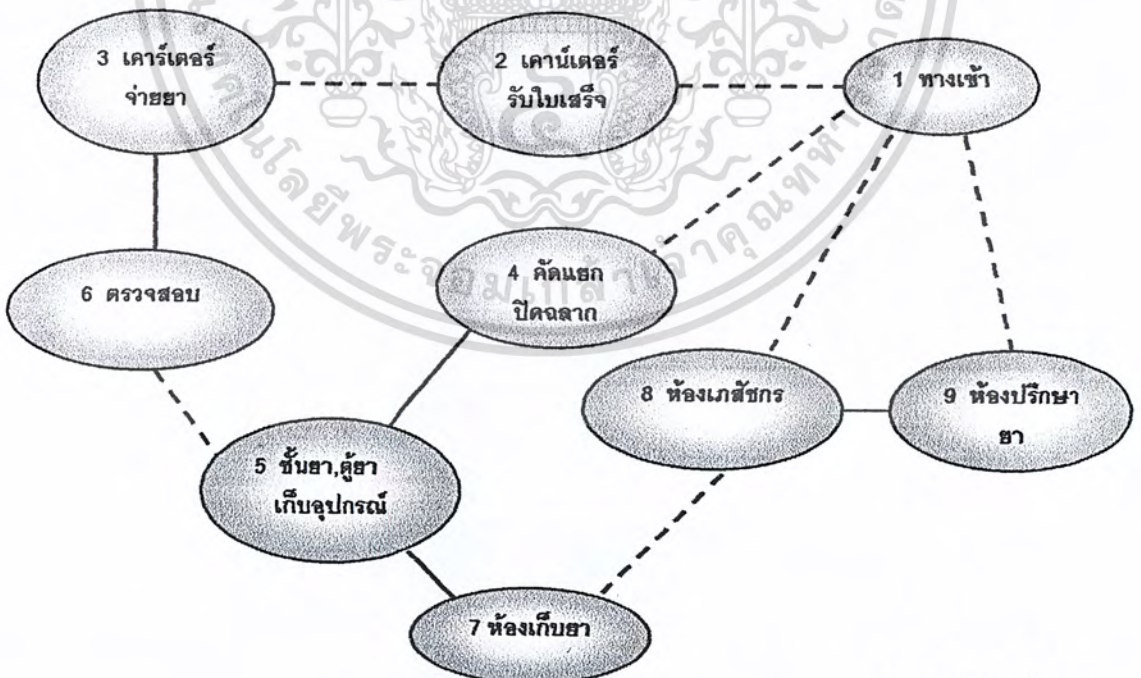 3 เคาร์เตอร์
จ่ายยา
2 เคาน์เตอร์
รับใบเสร็จ
1 ทางเข้า
6 ตรวจสอบ
4 คัดแยก
ปิดฉลาก
8 ห้องเภสัชกร
9 ห้องปรึกษา
ยา
5 ชั้นยา,ตู้ยา
เก็บอุปกรณ์
7 ห้องเก็บยา